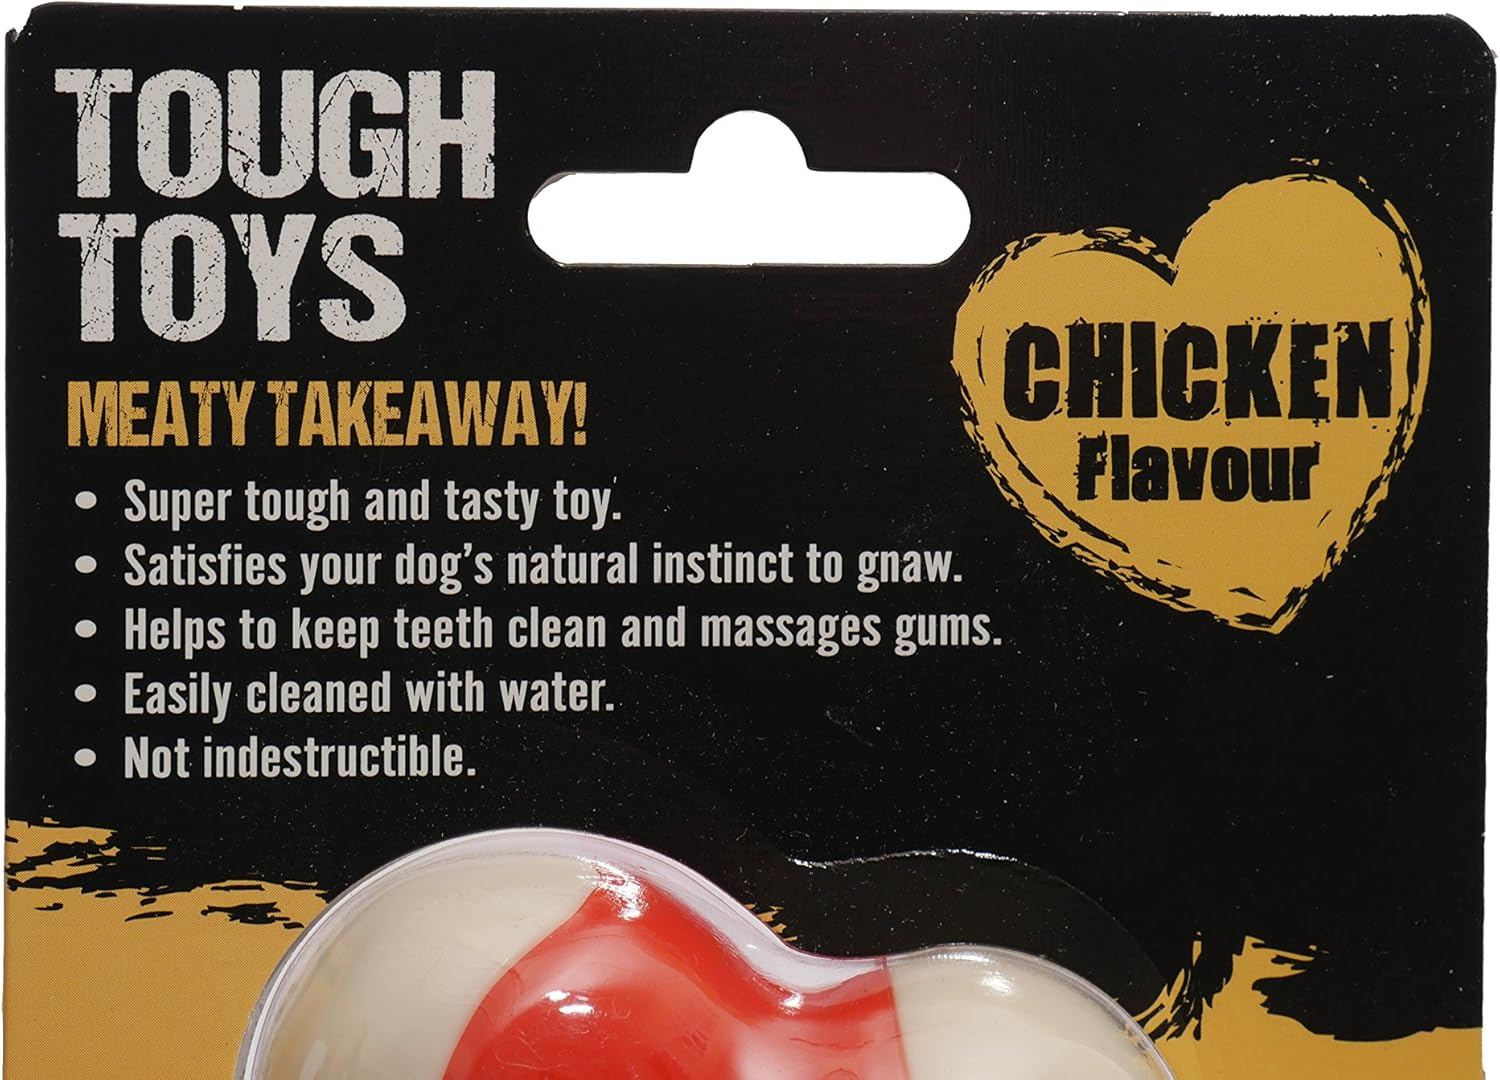 TOUGH
TOYS
MEATY TAKEAWAY!
• Super tough and tasty toy.
• Satisfies your dog's natural instinct to gnaw.
• Helps to keep teeth clean and massages gums.
• Easily cleaned with water.
• Not indestructible.
CHICKEN
Flavour